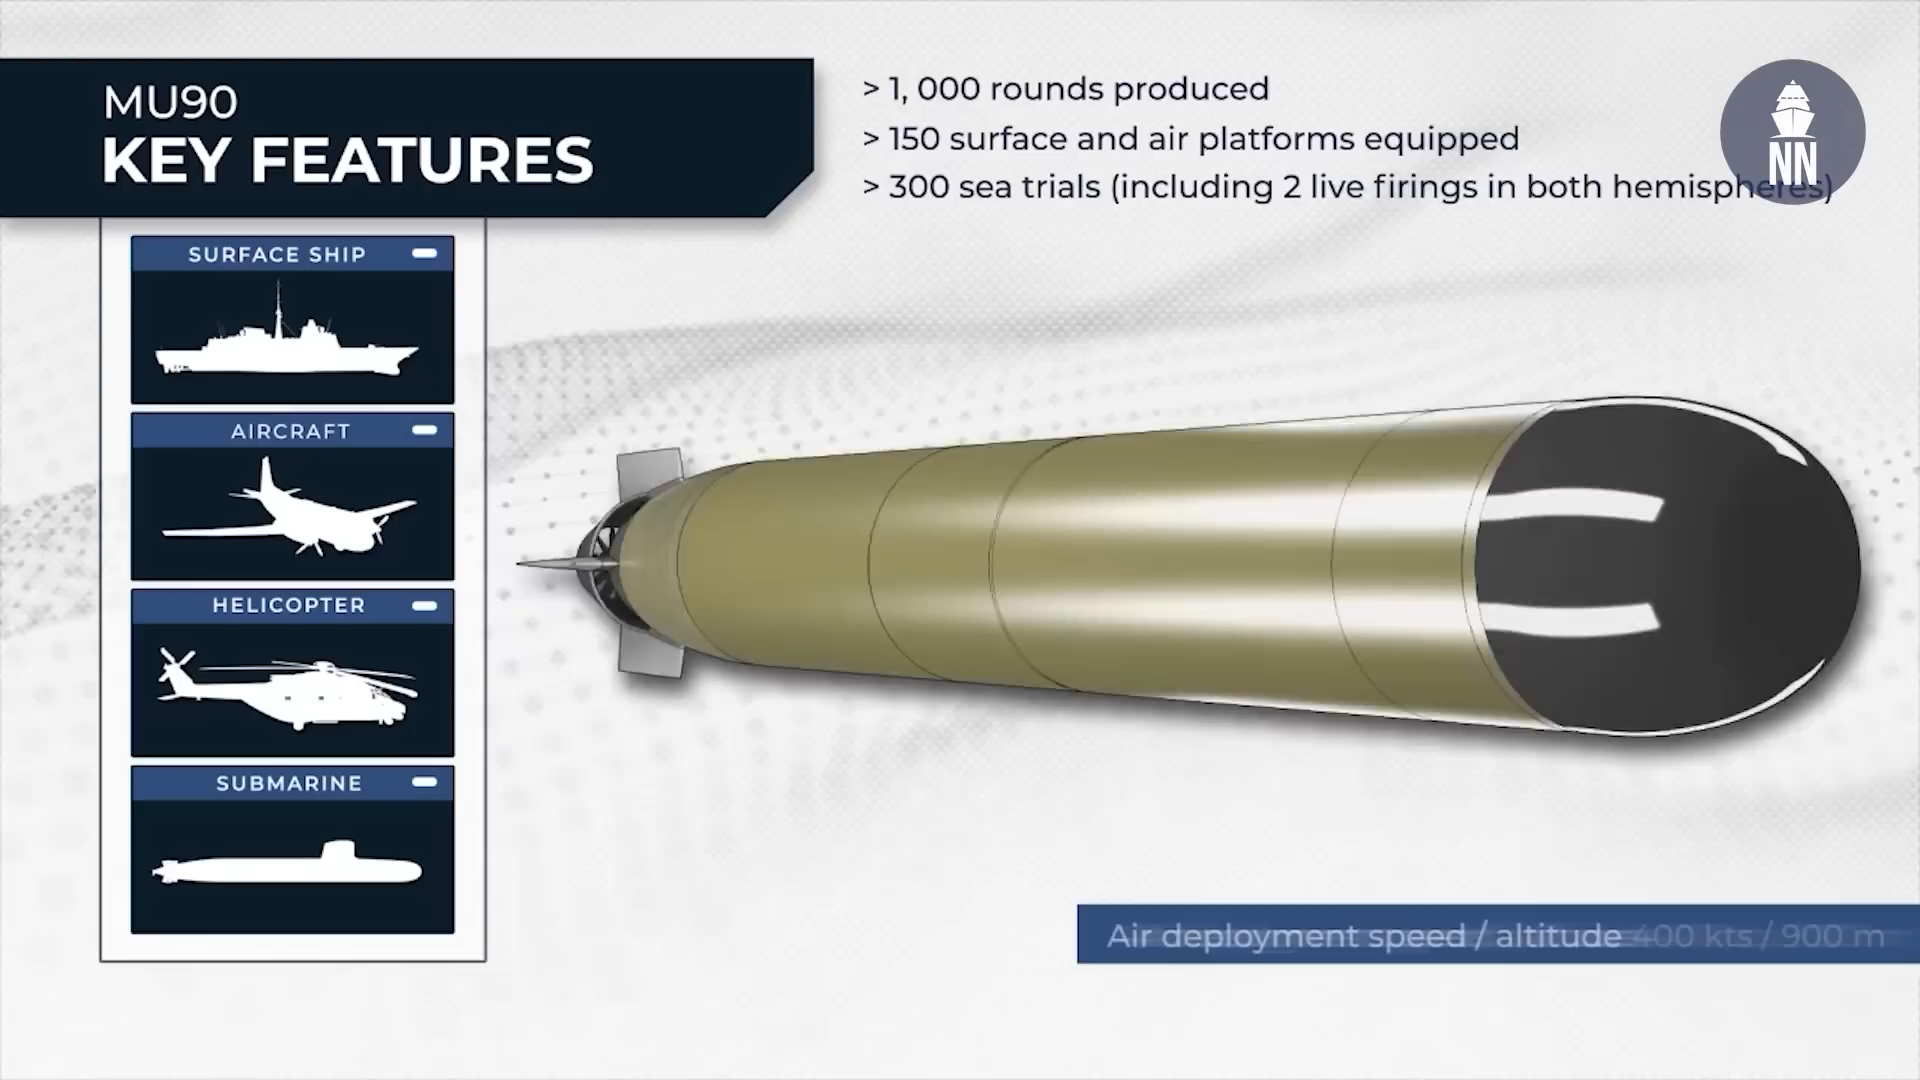 MU90
KEY FEATURES
> 1, 000 rounds produced
> 150 surface and air platforms equipped
> 300 sea trials (including 2 live firings in both hemispheres)
NN
SURFACE SHIP
AIRCRAFT
HELICOPTER
SUBMARINE
Air deployment speed / altitude 400 kts / 900 m